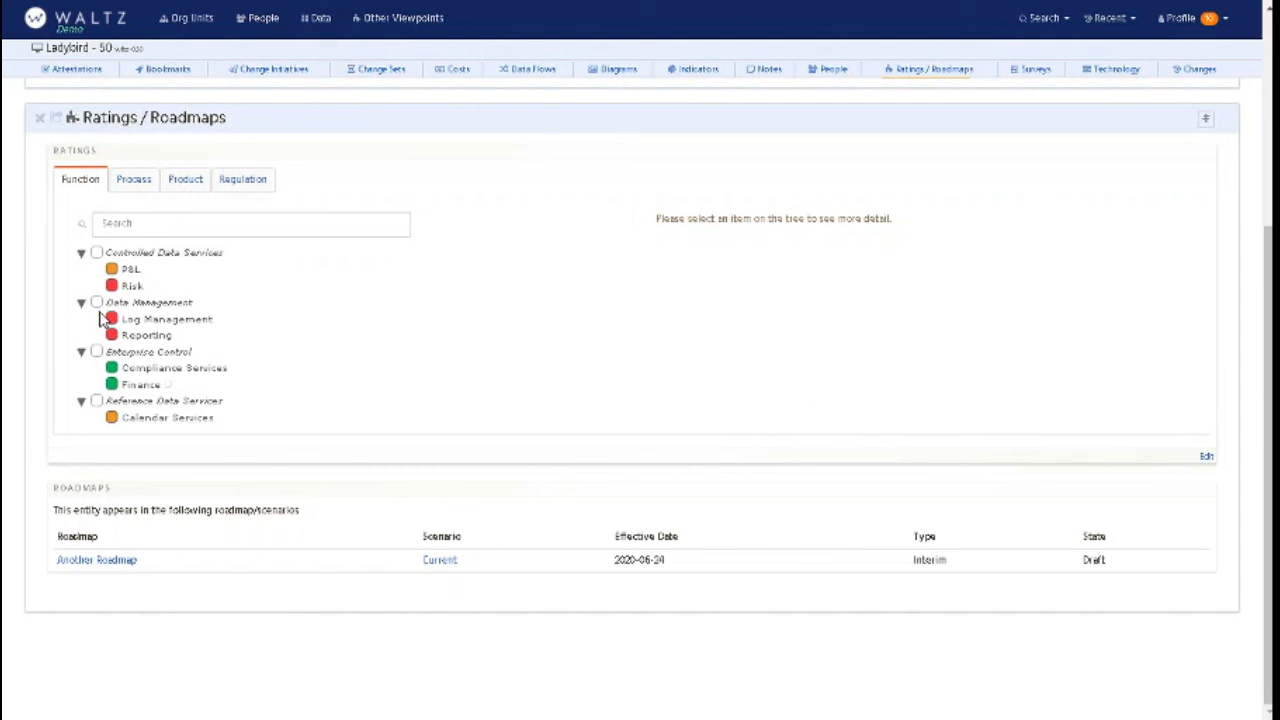 WALTZ Org Units People Data Other Viewpoints Search Recent Profile 10
Demo
Ladybird - 50
Attestations Bookmarks Change Initiatives Change Sets Costs Data Flows Diagrams Indicators Notes People Ratings / Roadmaps Surveys Technology Changes
Ratings / Roadmaps
RATINGS
Function Process Product Regulation
Search
Please select an item on the tree to see more detail.
Controlled Data Services
P&L
Risk
Data Management
Log Management
Reporting
Enterprise Control
Compliance Services
Finance
Reference Data Services
Calendar Services
Edit
ROADMAPS
This entity appears in the following roadmap/scenarios
Roadmap Scenario Effective Date Type State
Another Roadmap Current 2020-06-24 Interim Draft